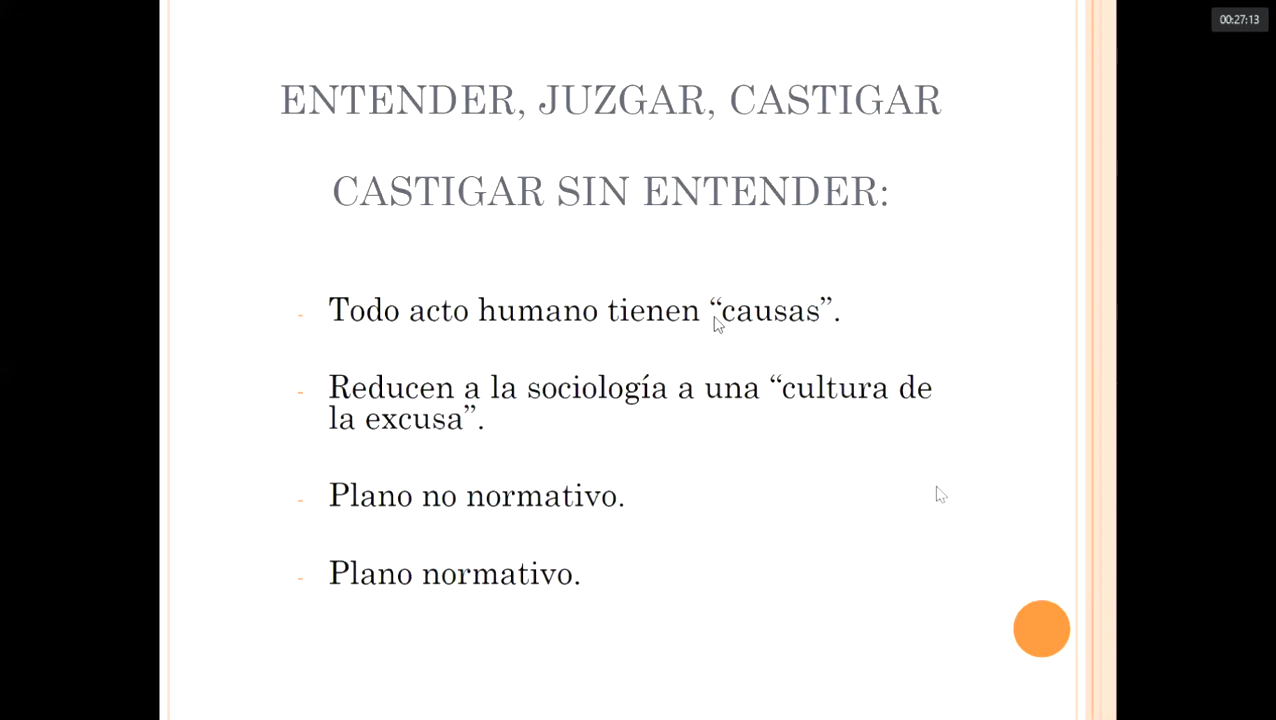 00:27:13
ENTENDER, JUZGAR, CASTIGAR
CASTIGAR SIN ENTENDER:
- Todo acto humano tienen “causas”.
- Reducen a la sociología a una “cultura de
la excusa”.
- Plano no normativo.
- Plano normativo.